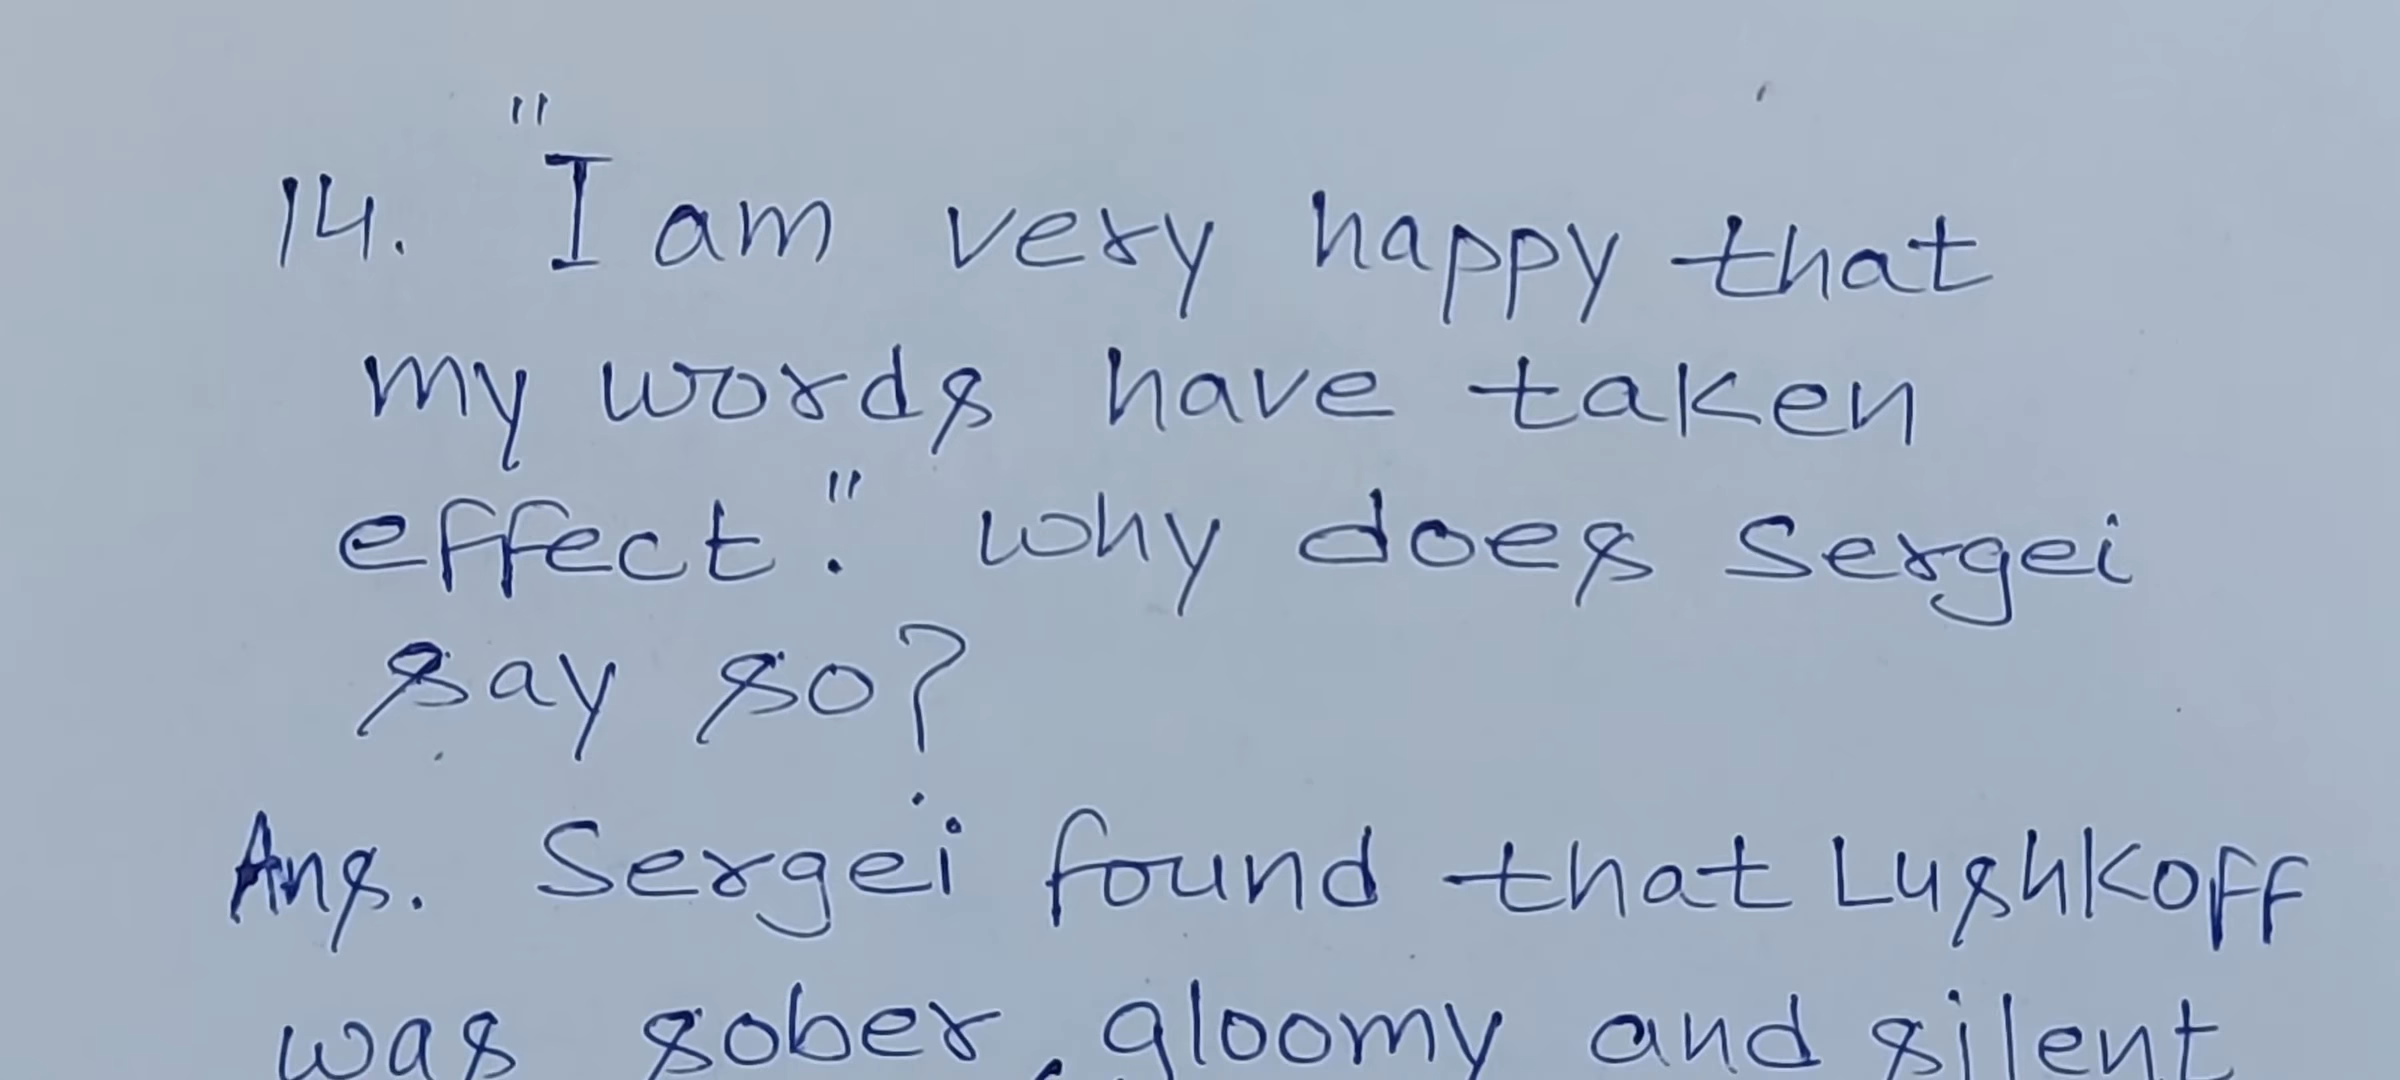 14. "I am very happy that
my words have taken
effect." why does Sergei
say so?
Ans. Sergei found that Lushkoff
was sober, gloomy and silent